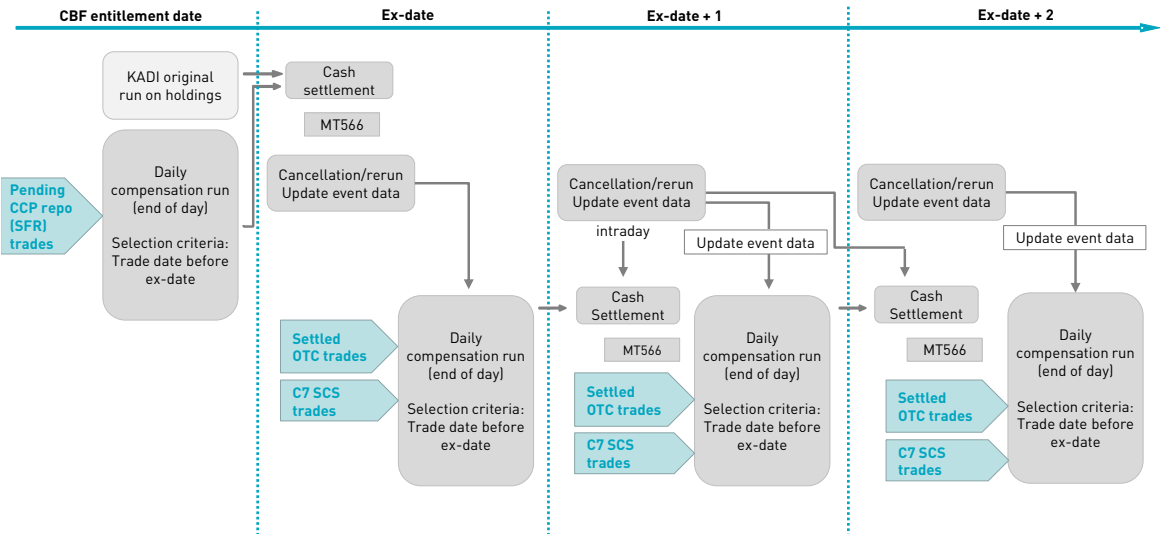 CBF entitlement date
Ex-date
Ex-date + 1
Ex-date + 2
KADI original
run on holdings
Pending
CCP repo
(SFR)
trades
Daily
compensation run
(end of day)
Selection criteria:
Trade date before
ex-date
Cash
settlement
MT566
Cancellation/rerun
Update event data
Settled
OTC trades
C7 SCS
trades
Daily
compensation run
(end of day)
Selection criteria:
Trade date before
ex-date
Cancellation/rerun
Update event data
intraday
Update event data
Cash
Settlement
MT566
Settled
OTC trades
C7 SCS
trades
Daily
compensation run
(end of day)
Selection criteria:
Trade date before
ex-date
Cancellation/rerun
Update event data
Update event data
Cash
Settlement
MT566
Settled
OTC trades
C7 SCS
trades
Daily
compensation run
(end of day)
Selection criteria:
Trade date before
ex-date